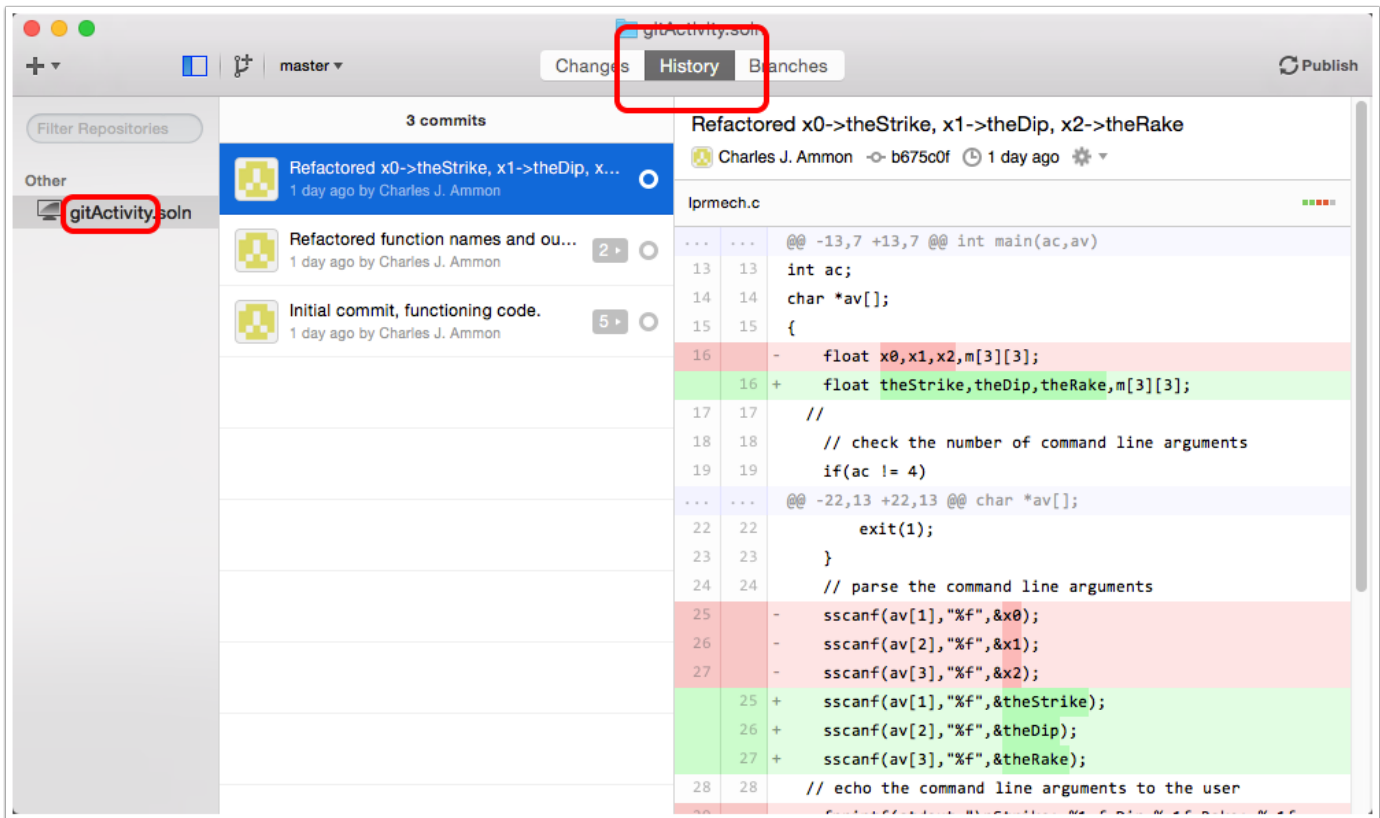 gitActivity.soln
master
Changes
History
Branches
Publish
Filter Repositories
Other
gitActivity.soln
3 commits
Refactored x0->theStrike, x1->theDip, x...
1 day ago by Charles J. Ammon
Refactored function names and ou...
1 day ago by Charles J. Ammon
2
Initial commit, functioning code.
1 day ago by Charles J. Ammon
5
Refactored x0->theStrike, x1->theDip, x2->theRake
Charles J. Ammon b675c0f 1 day ago
lprmech.c
... ... @@ -13,7 +13,7 @@ int main(ac,av)
13 13 int ac;
14 14 char *av[];
15 15 {
16 - float x0,x1,x2,m[3][3];
16 + float theStrike,theDip,theRake,m[3][3];
17 17 //
18 18 // check the number of command line arguments
19 19 if(ac != 4)
... ... @@ -22,13 +22,13 @@ char *av[];
22 22 exit(1);
23 23 }
24 24 // parse the command line arguments
25 - sscanf(av[1],"%f",&x0);
26 - sscanf(av[2],"%f",&x1);
27 - sscanf(av[3],"%f",&x2);
25 + sscanf(av[1],"%f",&theStrike);
26 + sscanf(av[2],"%f",&theDip);
27 + sscanf(av[3],"%f",&theRake);
28 28 // echo the command line arguments to the user